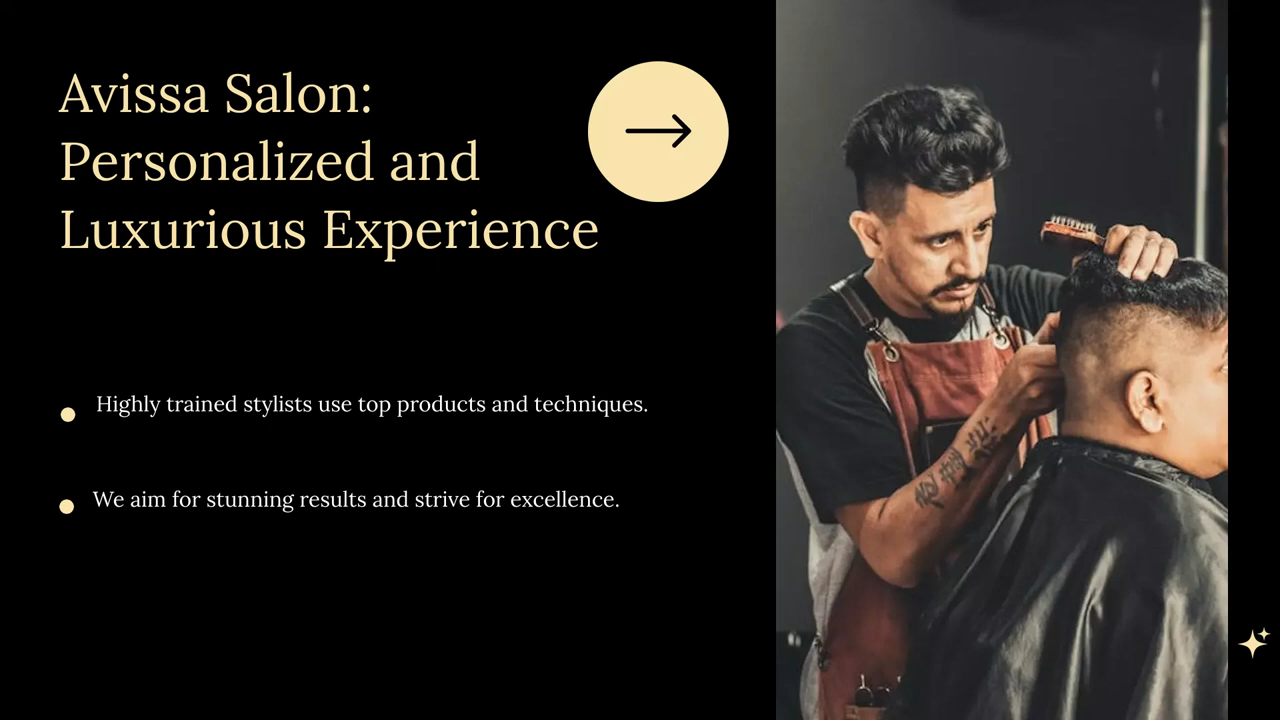 Avissa Salon:
Personalized and
Luxurious Experience
Highly trained stylists use top products and techniques.
We aim for stunning results and strive for excellence.